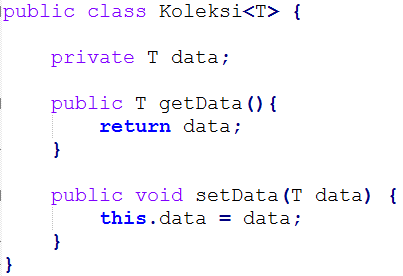 public class Koleksi<T> {
private T data;
public T getData(){
return data;
}
public void setData(T data) {
this.data = data;
}
}